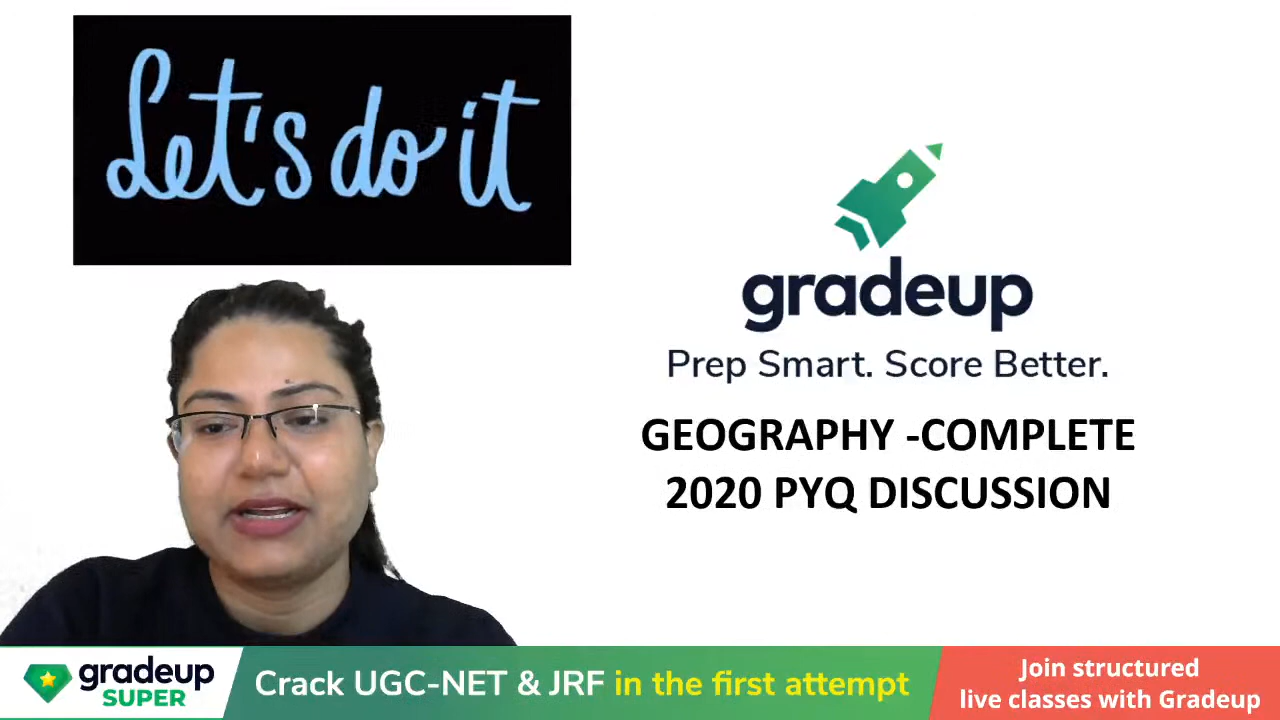 Let's do it
gradeup
Prep Smart. Score Better.
GEOGRAPHY -COMPLETE
2020 PYQ DISCUSSION
gradeup
SUPER
Crack UGC-NET & JRF in the first attempt
Join structured
live classes with Gradeup